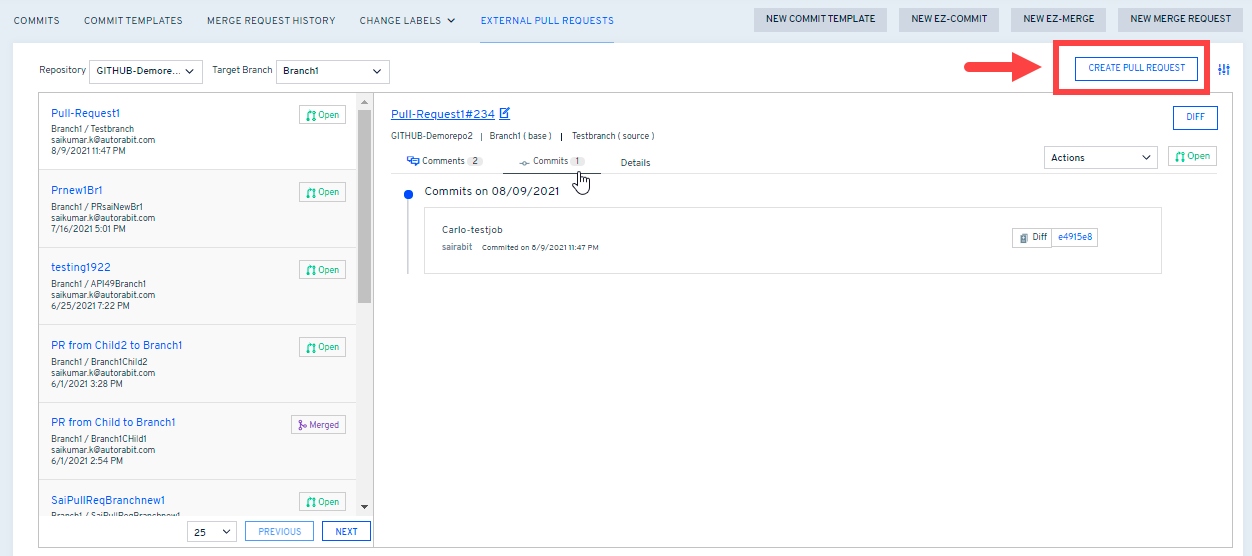 COMMITS COMMIT TEMPLATES MERGE REQUEST HISTORY CHANGE LABELS EXTERNAL PULL REQUESTS NEW COMMIT TEMPLATE NEW EZ-COMMIT NEW EZ-MERGE NEW MERGE REQUEST
Repository GITHUB-Demore... Target Branch Branch1 CREATE PULL REQUEST
Pull-Request1 Open
Branch1 / Testbranch
saikumar.k@autorabit.com
8/9/2021 11:47 PM
Prnew1Br1 Open
Branch1 / PRsaiNewBr1
saikumar.k@autorabit.com
7/16/2021 5:01 PM
testing1922 Open
Branch1 / API49Branch1
saikumar.k@autorabit.com
6/25/2021 7:22 PM
PR from Child2 to Branch1 Open
Branch1 / Branch1Child2
saikumar.k@autorabit.com
6/1/2021 3:28 PM
PR from Child to Branch1 Merged
Branch1 / Branch1CHild1
saikumar.k@autorabit.com
6/1/2021 2:54 PM
SaiPullReqBranchnew1 Open
Branch1 / SaiPullReqBranchnew1
25 PREVIOUS NEXT
Pull-Request1#234 DIFF
GITHUB-Demorepo2 | Branch1 ( base ) | Testbranch ( source )
Comments 2 Commits 1 Details Actions Open
Commits on 08/09/2021
Carlo-testjob
sairabit Commited on 8/9/2021 11:47 PM Diff e4915e8